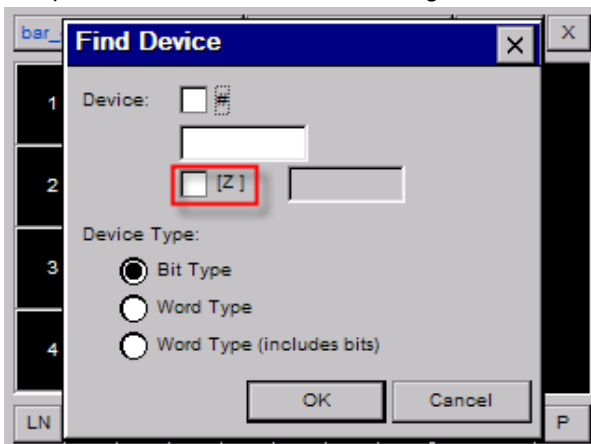 bar_
Find Device
X
1
Device: #
2
[Z ]
Device Type:
3
Bit Type
Word Type
4
Word Type (includes bits)
OK Cancel
LN
P